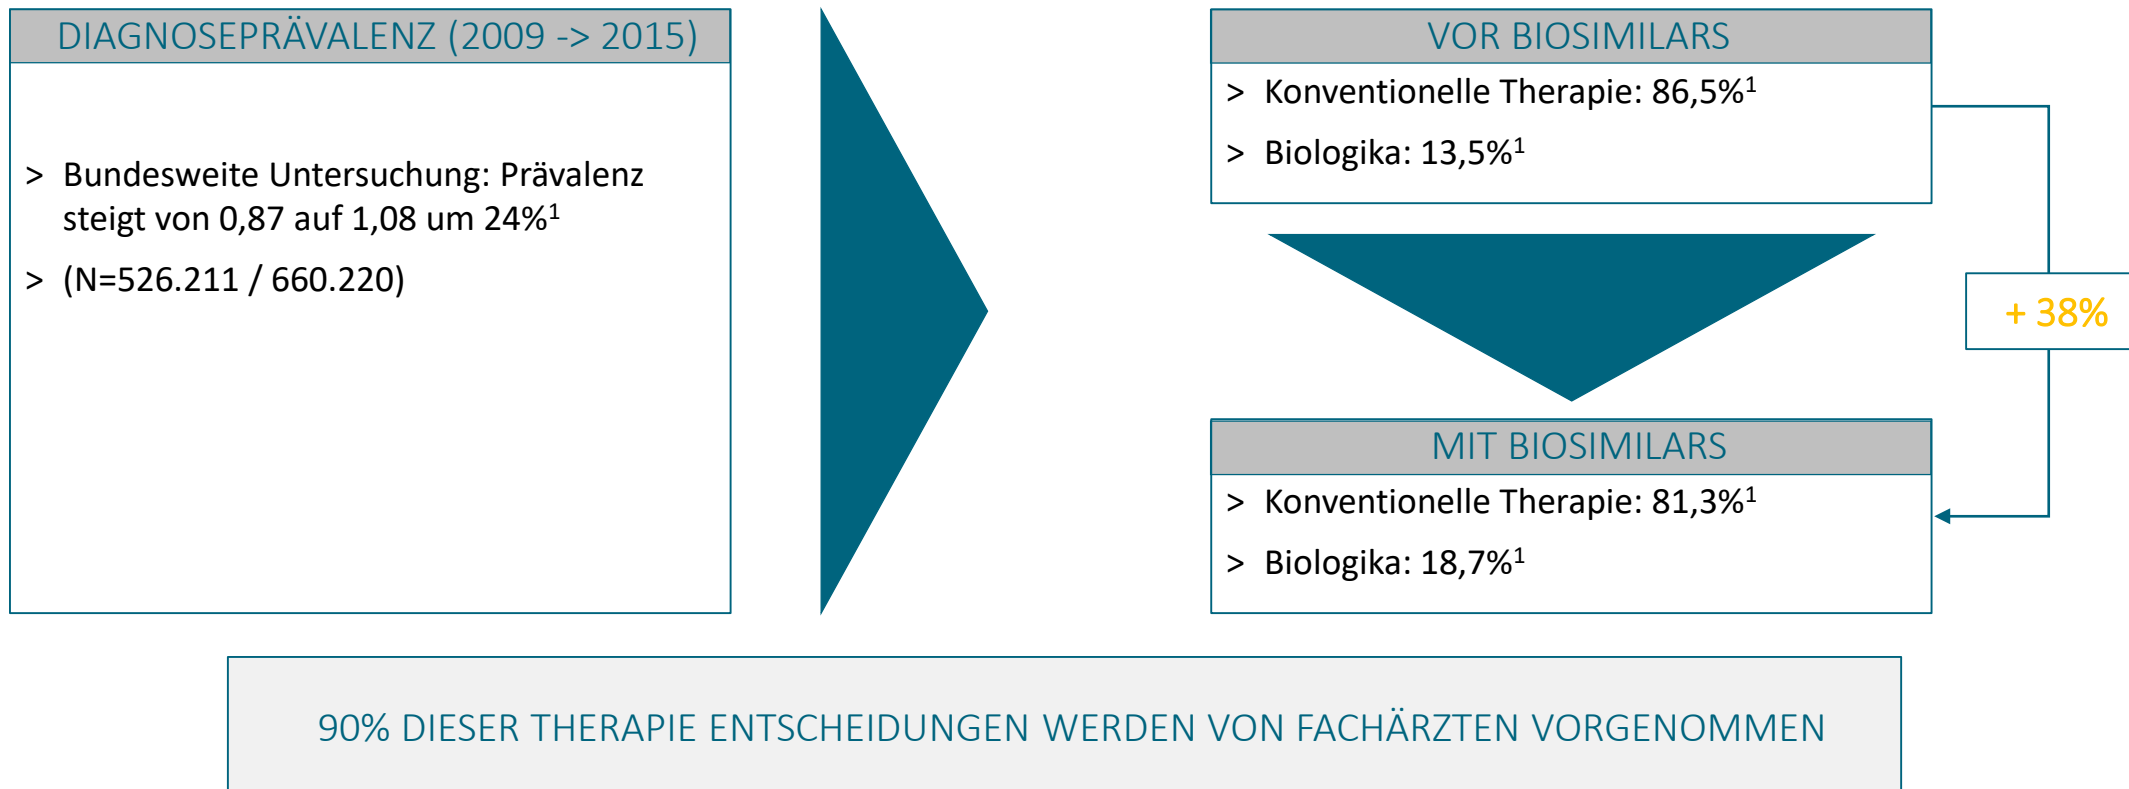 DIAGNOSEPRÄVALENZ (2009 -> 2015)
> Bundesweite Untersuchung: Prävalenz
steigt von 0,87 auf 1,08 um 24%¹
> (N=526.211 / 660.220)
VOR BIOSIMILARS
> Konventionelle Therapie: 86,5%¹
> Biologika: 13,5%¹
+ 38%
MIT BIOSIMILARS
> Konventionelle Therapie: 81,3%¹
> Biologika: 18,7%¹
90% DIESER THERAPIE ENTSCHEIDUNGEN WERDEN VON FACHÄRZTEN VORGENOMMEN